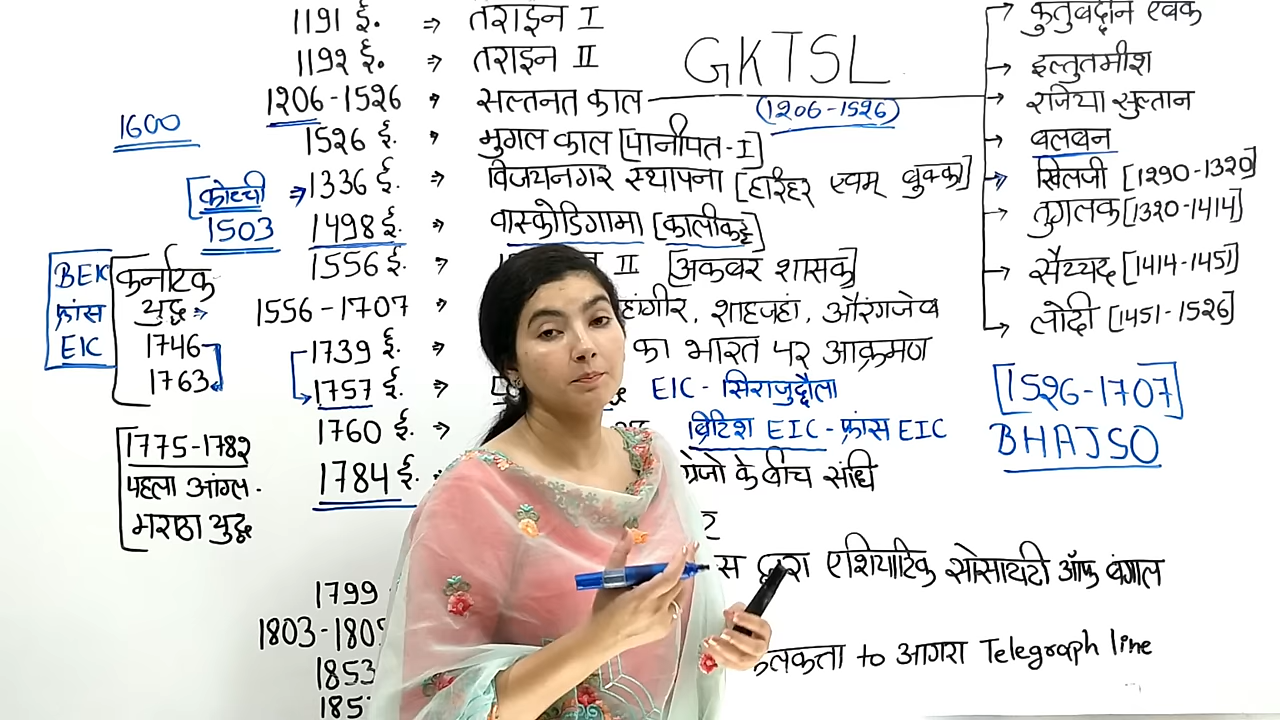 1191 ई. ⇒ तराइन I
1192 ई. ⇒ तराइन II
1206-1526 ⇒ सल्तनत काल
1526 ई. ⇒ मुगल काल [पानीपत-I]
1336 ई. ⇒ विजयनगर स्थापना [हरिहर एवम् बुक्का]
1498 ई. ⇒ वास्कोडिगामा [कालीकट]
1556 ई. ⇒ II [अकबर शासक]
1556-1707 ⇒ हांगीर, शाहजहां, औरंगजेब
1739 ई. ⇒ का भारत पर आक्रमण
1757 ई. ⇒ EIC - सिराजुद्दौला
1760 ई. ⇒ ब्रिटिश EIC - फ्रांस EIC
1784 ई. ग्रेजो के बीच संधि
स द्वारा एशियाटिक सोसायटी ऑफ बंगाल
1799
1803-1805
1853 कलकता to आगरा Telegraph line
185
1600
[कोच्ची ⇒
1503
BEIC
फ्रांस
EIC
कर्नाटक
युद्ध ⇒
1746
1763
1775-1782
पहला आंग्ल-
मराठा युद्ध
GKTSL
(1206-1526)
कुतुबद्दीन एबक
इल्तुतमीश
रजिया सुल्तान
बलबन
खिलजी [1290-1320]
तुगलक [1320-1414]
सैय्यद [1414-1451]
लोदी [1451-1526]
[1526-1707]
BHAJSO